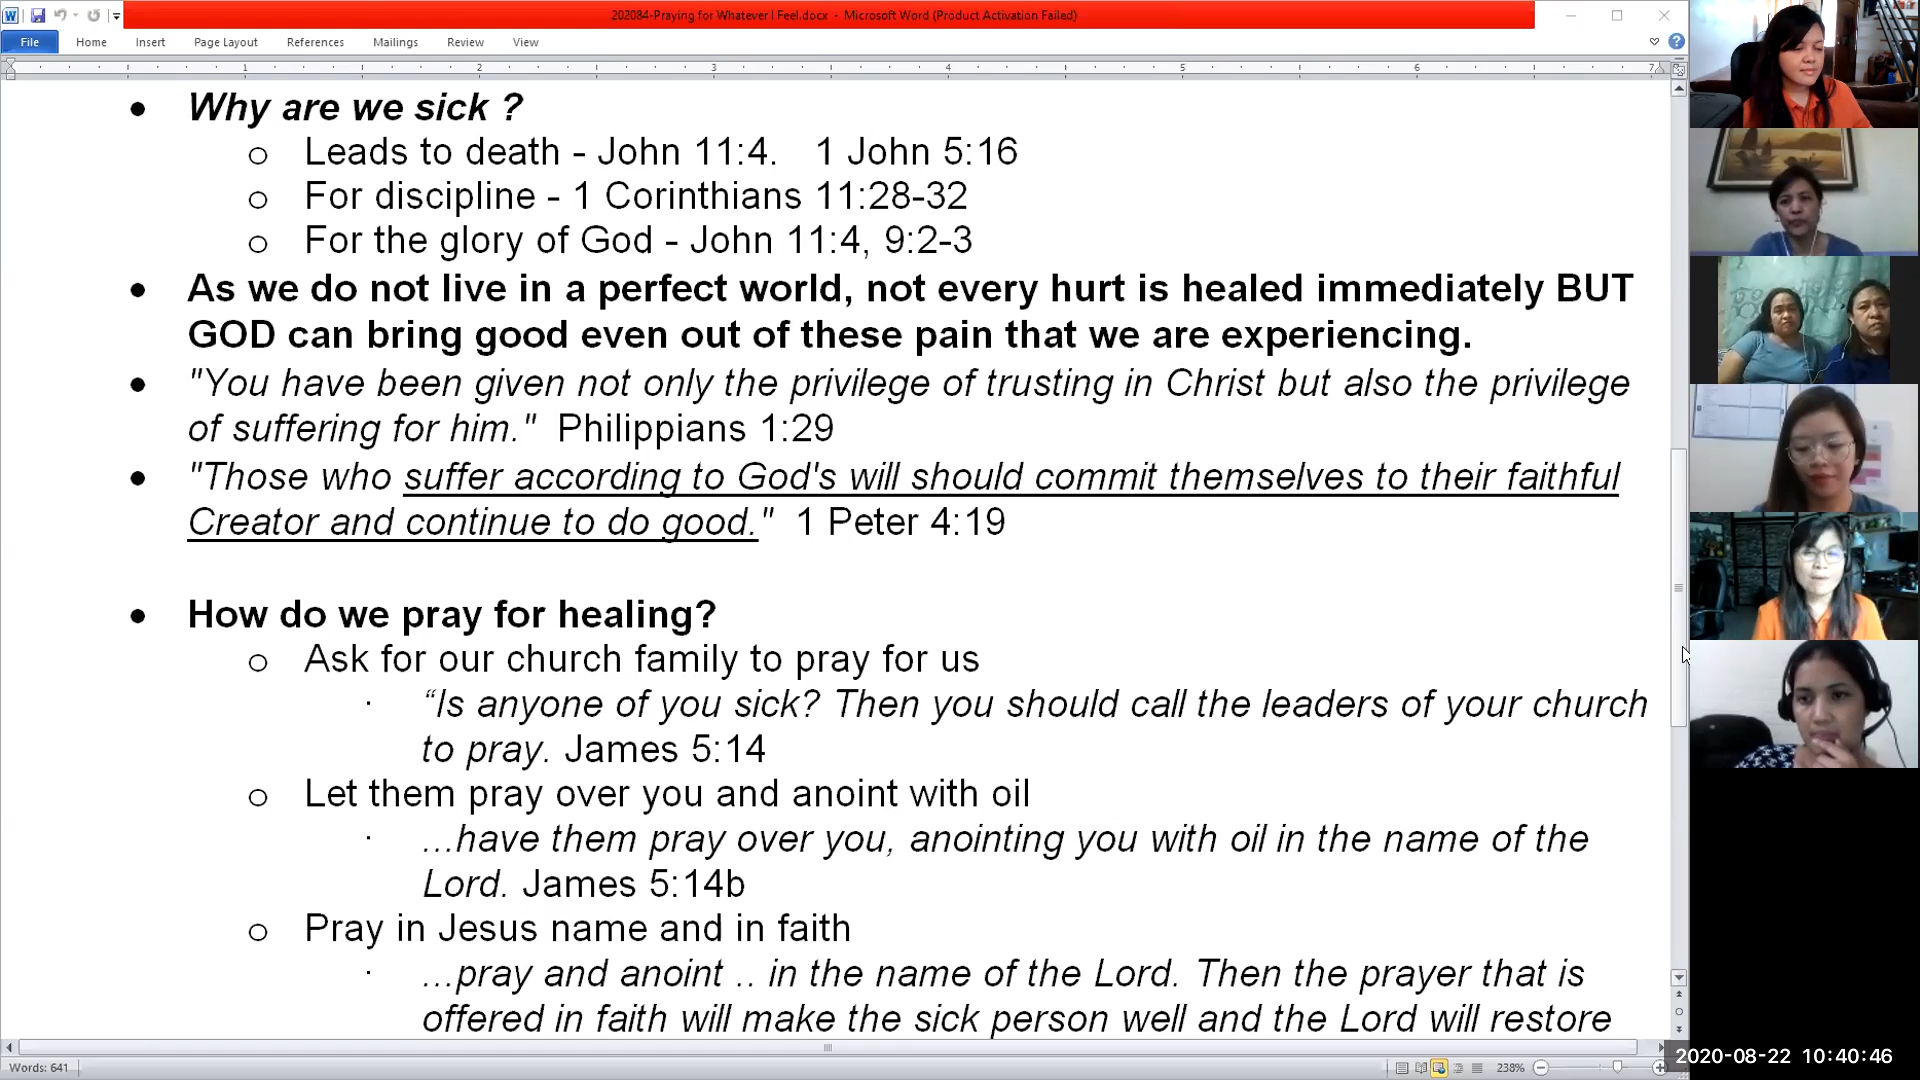 202084-Praying for Whatever I Feel.docx - Microsoft Word (Product Activation Failed)
File Home Insert Page Layout References Mailings Review View
1 2 3 4 5 6 7
• Why are we sick ?
o Leads to death - John 11:4. 1 John 5:16
o For discipline - 1 Corinthians 11:28-32
o For the glory of God - John 11:4, 9:2-3
• As we do not live in a perfect world, not every hurt is healed immediately BUT
GOD can bring good even out of these pain that we are experiencing.
• "You have been given not only the privilege of trusting in Christ but also the privilege
of suffering for him." Philippians 1:29
• "Those who suffer according to God's will should commit themselves to their faithful
Creator and continue to do good." 1 Peter 4:19
• How do we pray for healing?
o Ask for our church family to pray for us
· “Is anyone of you sick? Then you should call the leaders of your church
to pray. James 5:14
o Let them pray over you and anoint with oil
· ...have them pray over you, anointing you with oil in the name of the
Lord. James 5:14b
o Pray in Jesus name and in faith
· ...pray and anoint .. in the name of the Lord. Then the prayer that is
offered in faith will make the sick person well and the Lord will restore
Words: 641
238%
2020-08-22 10:40:46